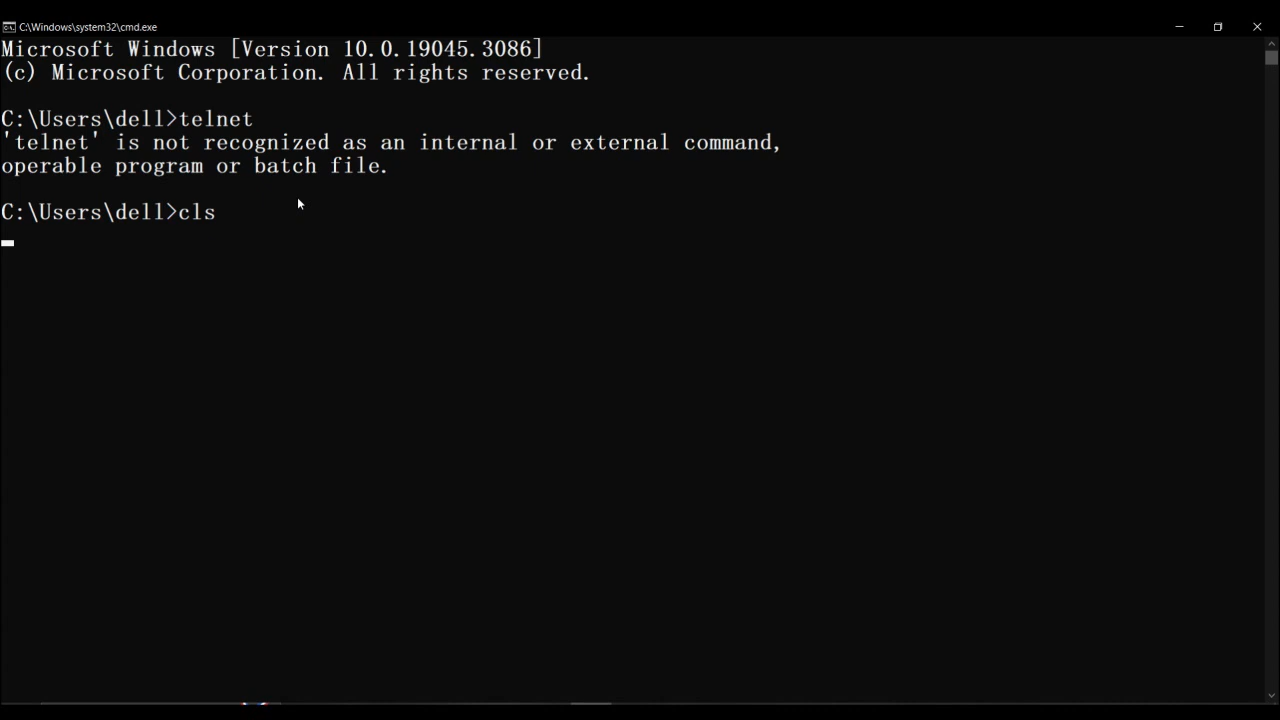 C:\Windows\system32\cmd.exe
Microsoft Windows [Version 10.0.19045.3086]
(c) Microsoft Corporation. All rights reserved.
C:\Users\dell>telnet
'telnet' is not recognized as an internal or external command,
operable program or batch file.
C:\Users\dell>cls